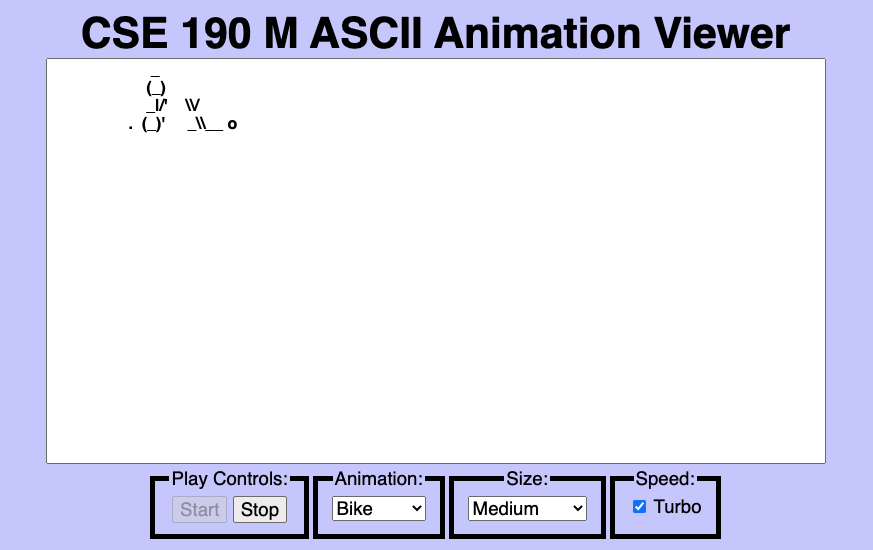 CSE 190 M ASCII Animation Viewer
_
(_)
_|/'   \\/
.  (_)'    _\\__ o
Play Controls: Animation: Size: Speed:
Start Stop Bike Medium Turbo